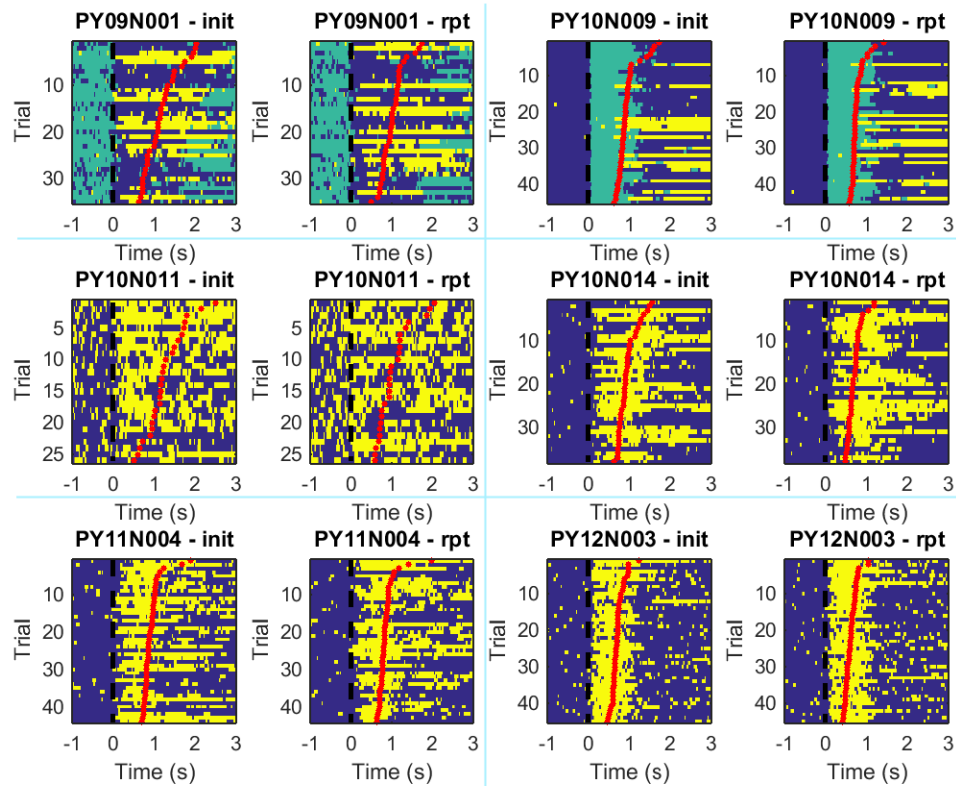 PY09N001 - init
PY09N001 - rpt
PY10N009 - init
PY10N009 - rpt
Trial
10
20
30
-1 0 1 2 3
Trial
10
20
30
-1 0 1 2 3
Time (s)
Trial
10
20
30
40
-1 0 1 2 3
Time (s)
Trial
10
20
30
40
-1 0 1 2 3
Time (s)
Time (s)
PY10N011 - init
PY10N011 - rpt
PY10N014 - init
PY10N014 - rpt
Trial
5
10
15
20
25
-1 0 1 2 3
Time (s)
Trial
5
10
15
20
25
-1 0 1 2 3
Time (s)
Trial
10
20
30
-1 0 1 2 3
Time (s)
Trial
10
20
30
-1 0 1 2 3
Time (s)
PY11N004 - init
PY11N004 - rpt
PY12N003 - init
PY12N003 - rpt
Trial
10
20
30
40
-1 0 1 2 3
Time (s)
Trial
10
20
30
40
-1 0 1 2 3
Time (s)
Trial
10
20
30
40
-1 0 1 2 3
Time (s)
Trial
10
20
30
40
-1 0 1 2 3
Time (s)